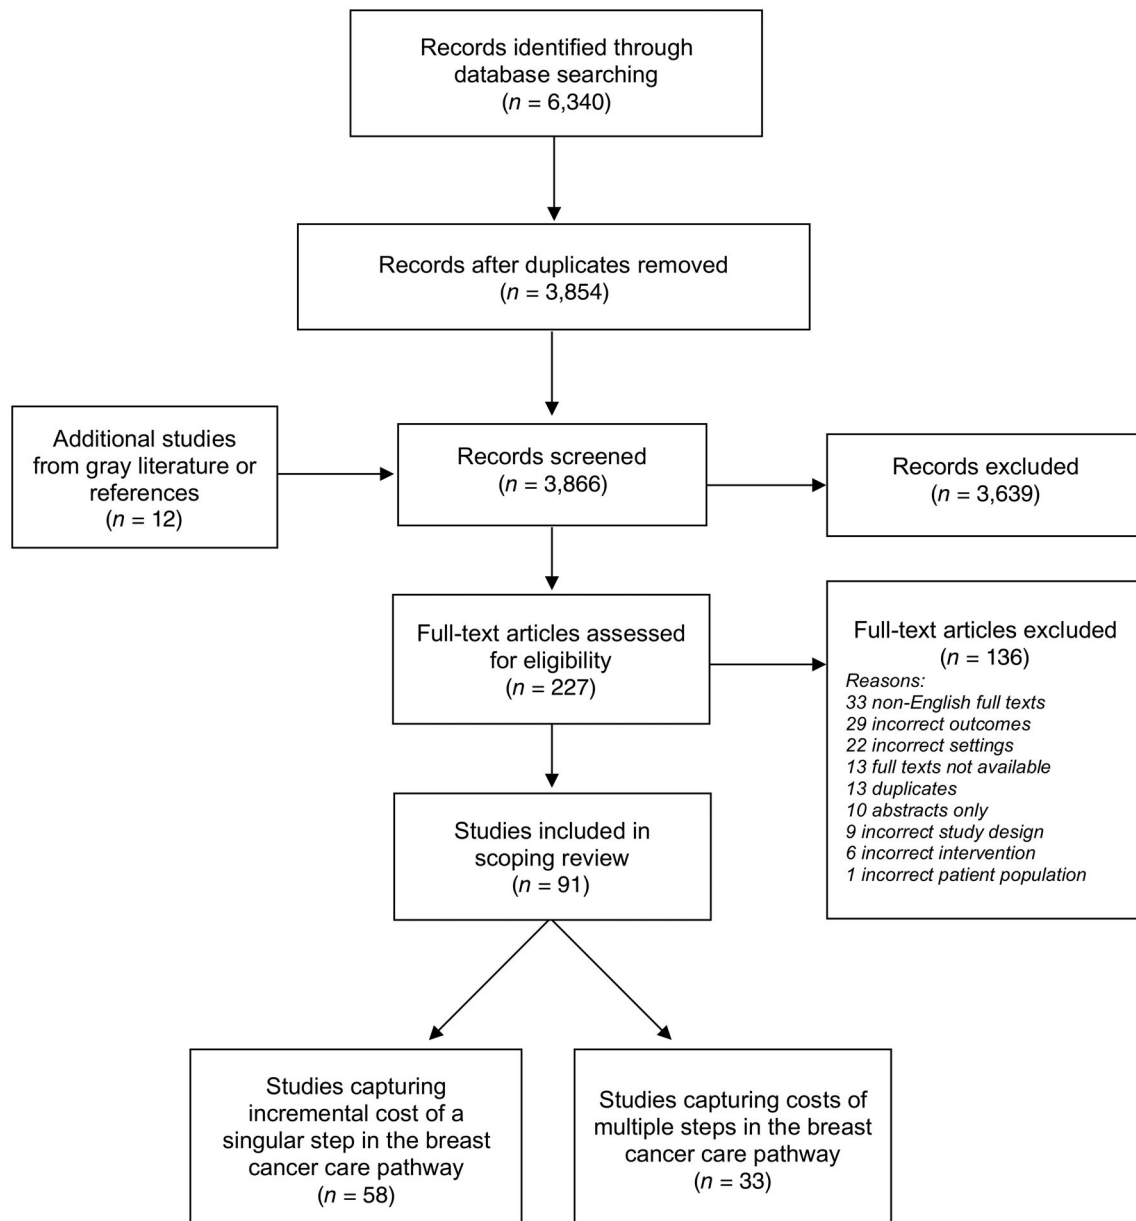 Records identified through
database searching
(n = 6,340)
Records after duplicates removed
(n = 3,854)
Additional studies
from gray literature or
references
(n = 12)
Records screened
(n = 3,866)
Records excluded
(n = 3,639)
Full-text articles assessed
for eligibility
(n = 227)
Full-text articles excluded
(n = 136)
Reasons:
33 non-English full texts
29 incorrect outcomes
22 incorrect settings
13 full texts not available
13 duplicates
10 abstracts only
9 incorrect study design
6 incorrect intervention
1 incorrect patient population
Studies included in
scoping review
(n = 91)
Studies capturing
incremental cost of a
singular step in the breast
cancer care pathway
(n = 58)
Studies capturing costs of
multiple steps in the breast
cancer care pathway
(n = 33)